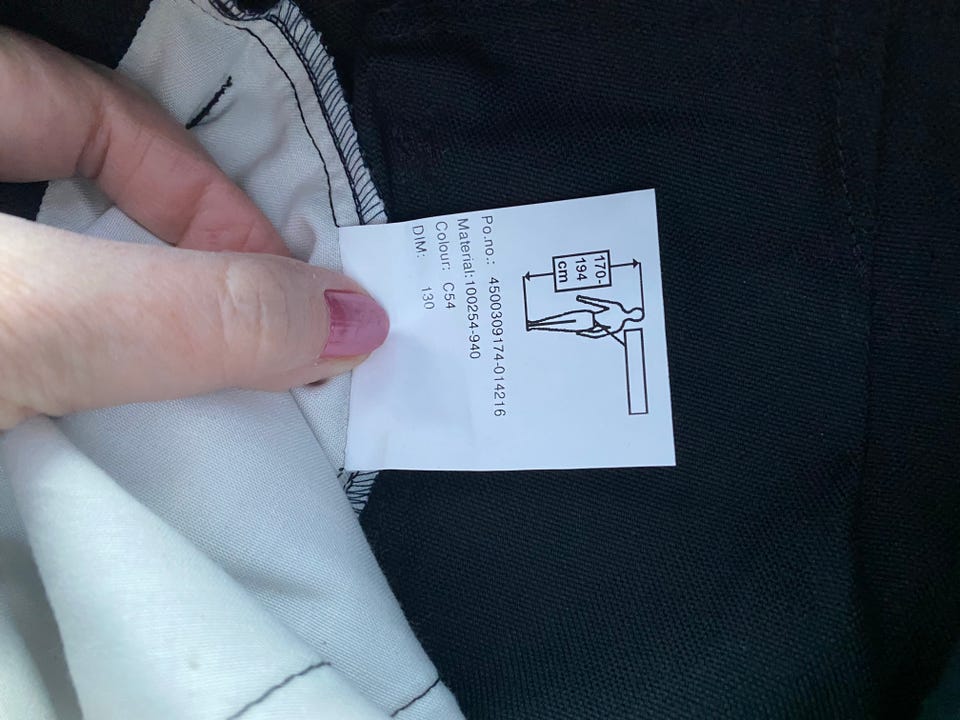 170-
194
cm
Po.no.: 4500309174-014216
Material:100254-940
Colour: C54
DIM: 130